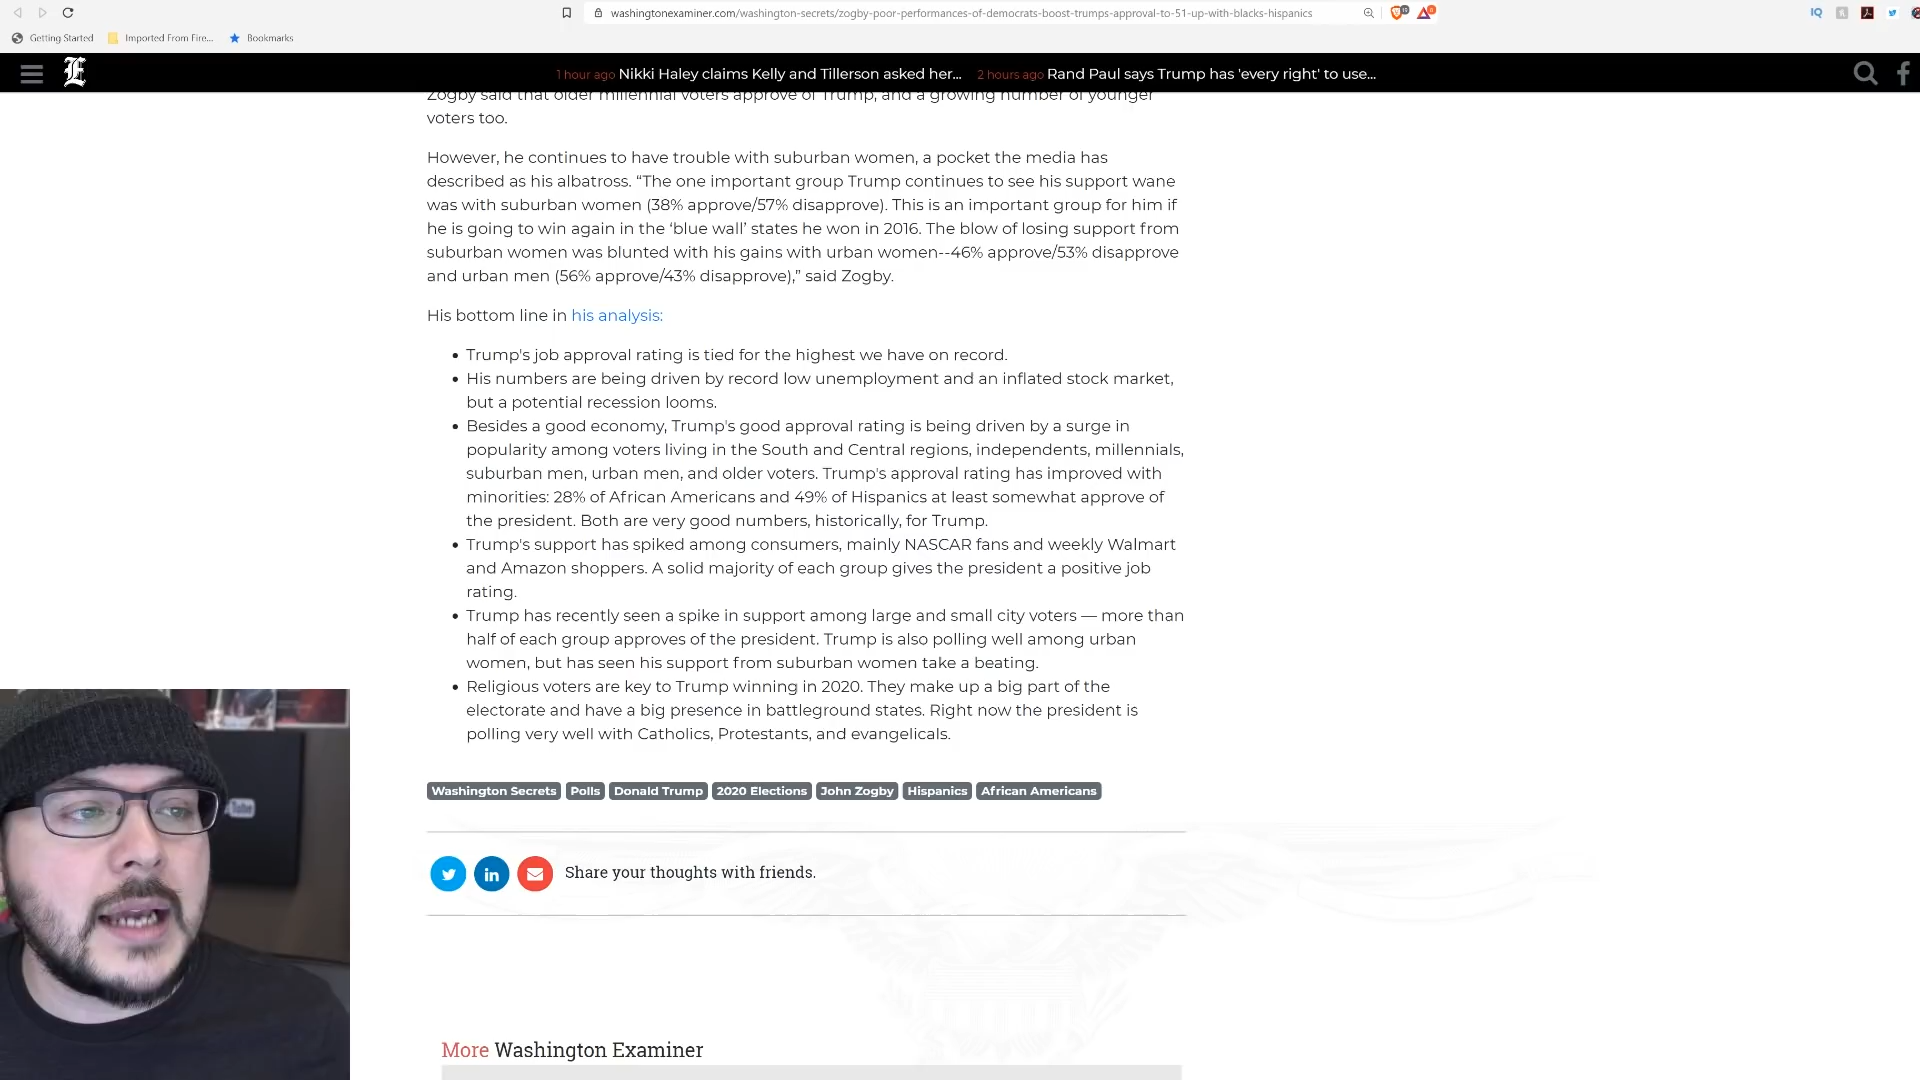 washingtonexaminer.com/washington-secrets/zogby-poor-performances-of-democrats-boost-trumps-approval-to-51-up-with-blacks-hispanics
IQ
Getting Started
Imported From Fire...
Bookmarks
E
1 hour ago Nikki Haley claims Kelly and Tillerson asked her...
2 hours ago Rand Paul says Trump has 'every right' to use...
Zogby said that older millennial voters approve of Trump, and a growing number of younger
voters too.
However, he continues to have trouble with suburban women, a pocket the media has
described as his albatross. “The one important group Trump continues to see his support wane
was with suburban women (38% approve/57% disapprove). This is an important group for him if
he is going to win again in the ‘blue wall’ states he won in 2016. The blow of losing support from
suburban women was blunted with his gains with urban women--46% approve/53% disapprove
and urban men (56% approve/43% disapprove),” said Zogby.
His bottom line in his analysis:
• Trump's job approval rating is tied for the highest we have on record.
• His numbers are being driven by record low unemployment and an inflated stock market,
but a potential recession looms.
• Besides a good economy, Trump's good approval rating is being driven by a surge in
popularity among voters living in the South and Central regions, independents, millennials,
suburban men, urban men, and older voters. Trump's approval rating has improved with
minorities: 28% of African Americans and 49% of Hispanics at least somewhat approve of
the president. Both are very good numbers, historically, for Trump.
• Trump's support has spiked among consumers, mainly NASCAR fans and weekly Walmart
and Amazon shoppers. A solid majority of each group gives the president a positive job
rating.
• Trump has recently seen a spike in support among large and small city voters — more than
half of each group approves of the president. Trump is also polling well among urban
women, but has seen his support from suburban women take a beating.
• Religious voters are key to Trump winning in 2020. They make up a big part of the
electorate and have a big presence in battleground states. Right now the president is
polling very well with Catholics, Protestants, and evangelicals.
Washington Secrets
Polls
Donald Trump
2020 Elections
John Zogby
Hispanics
African Americans
in
Share your thoughts with friends.
More Washington Examiner